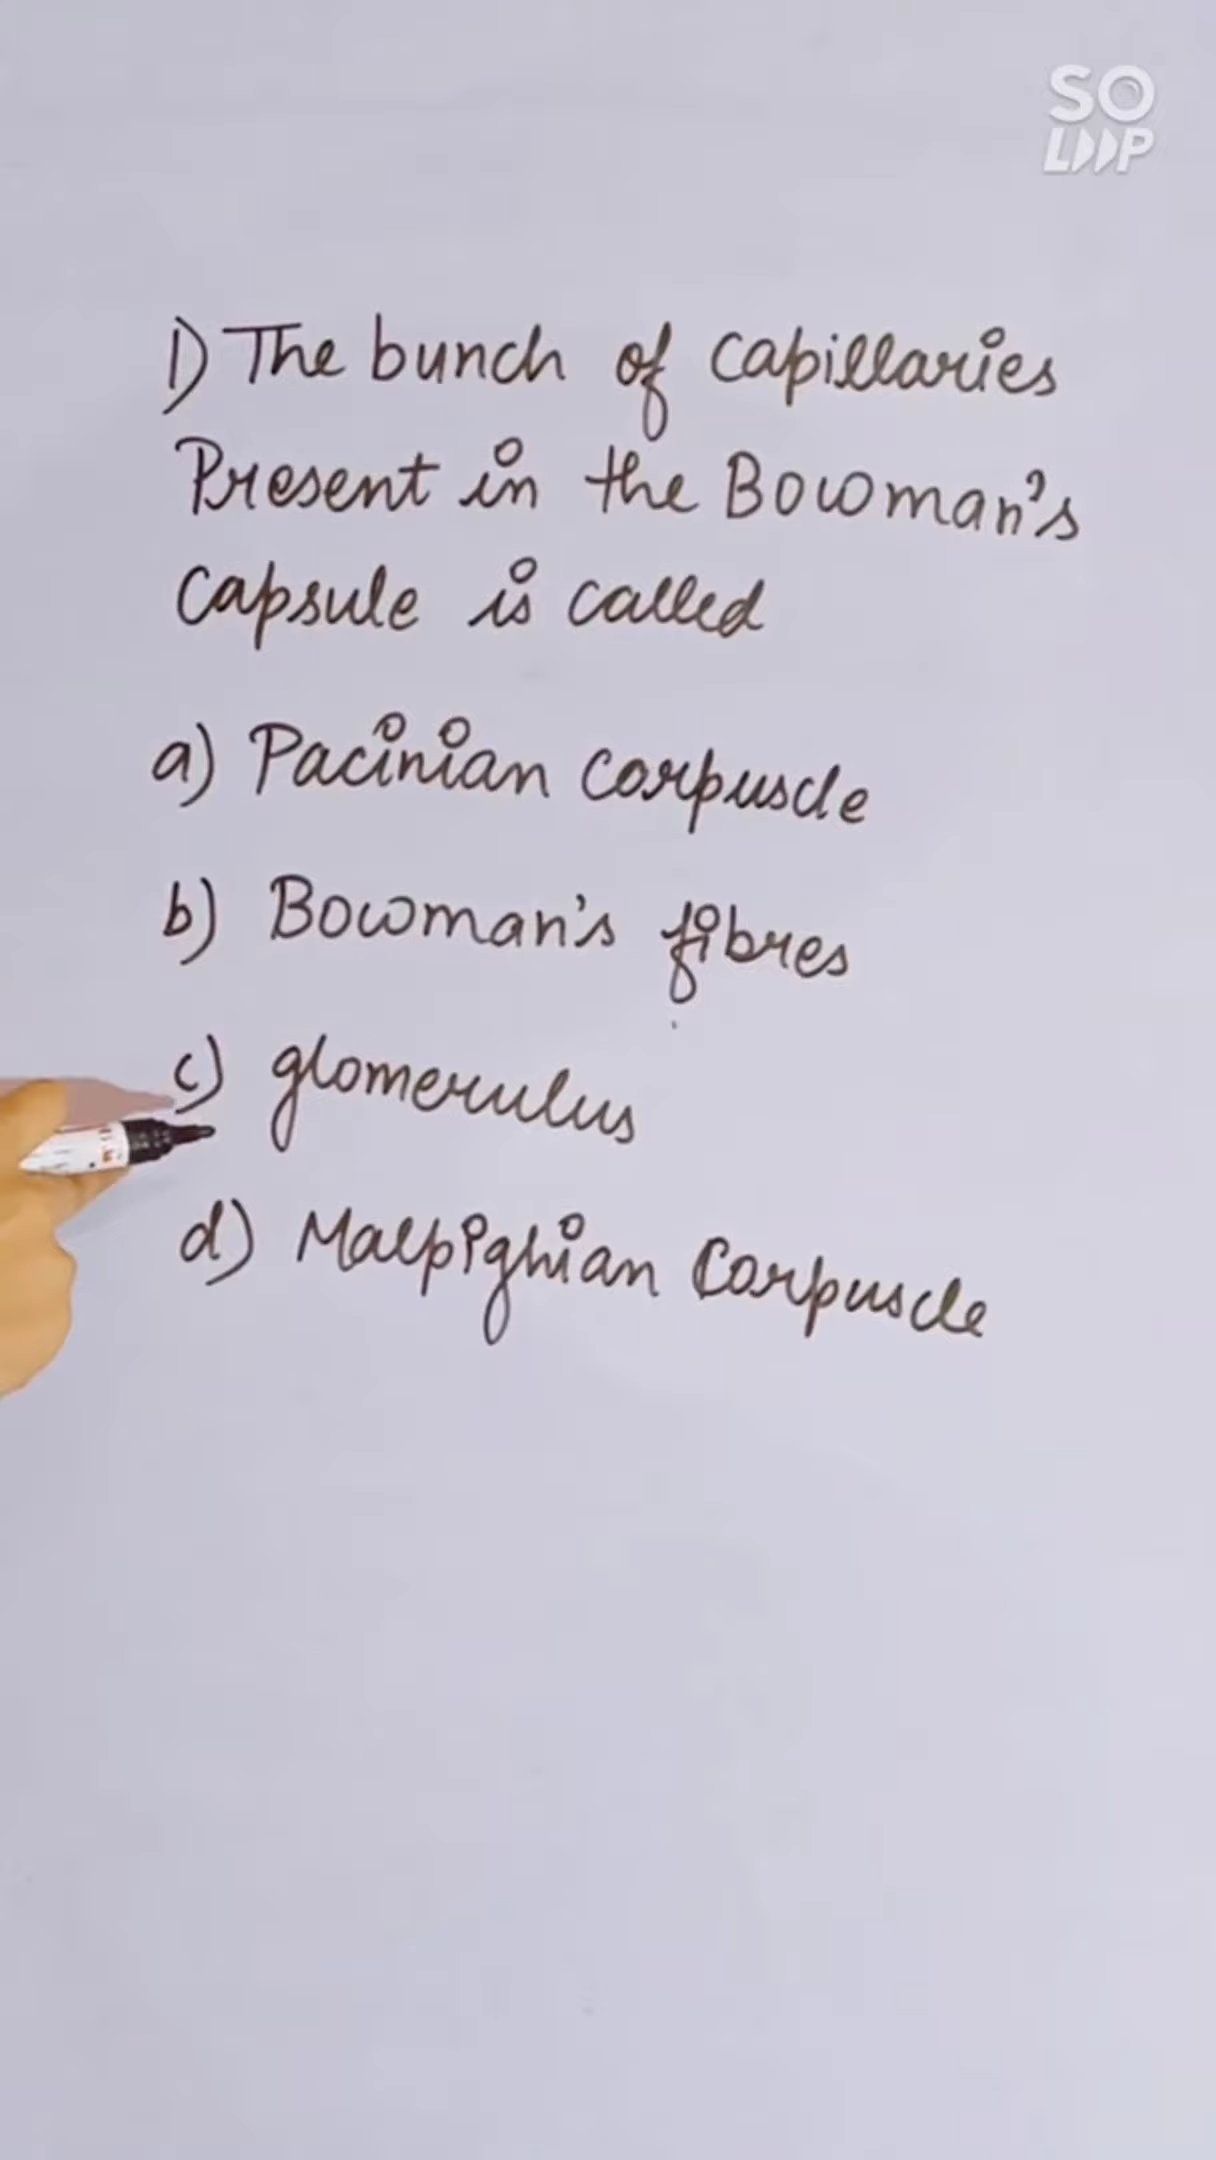 SO
LOOP
1) The bunch of capillaries
Present in the Bowman's
Capsule is called
a) Pacinian Corpuscle
b) Bowman's fibres
c) glomerulus
d) Malpighian Corpuscle